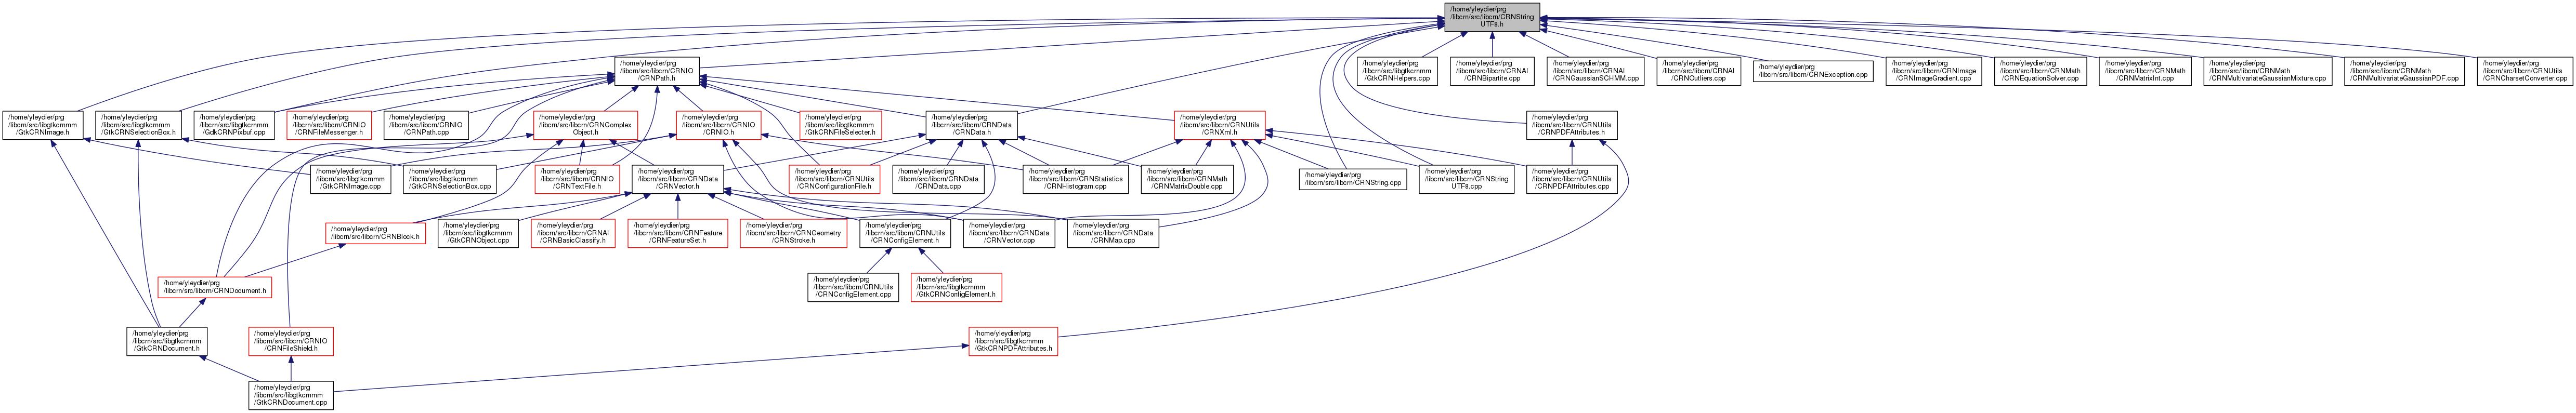 /home/yleydier/prg
/libcrn/src/libcrn/CRNString
UTF8.h
/home/yleydier/prg
/libcrn/src/libcrn/CRNIO
/CRNPath.h
/home/yleydier/prg
/libcrn/src/libgtkcrnmm
/GtkCRNHelpers.cpp
/home/yleydier/prg
/libcrn/src/libcrn/CRNAI
/CRNBipartite.cpp
/home/yleydier/prg
/libcrn/src/libcrn/CRNAI
/CRNGaussianSCHMM.cpp
/home/yleydier/prg
/libcrn/src/libcrn/CRNAI
/CRNOutliers.cpp
/home/yleydier/prg
/libcrn/src/libcrn/CRNException.cpp
/home/yleydier/prg
/libcrn/src/libcrn/CRNImage
/CRNImageGradient.cpp
/home/yleydier/prg
/libcrn/src/libcrn/CRNMath
/CRNEquationSolver.cpp
/home/yleydier/prg
/libcrn/src/libcrn/CRNMath
/CRNMatrixInt.cpp
/home/yleydier/prg
/libcrn/src/libcrn/CRNMath
/CRNMultivariateGaussianMixture.cpp
/home/yleydier/prg
/libcrn/src/libcrn/CRNMath
/CRNMultivariateGaussianPDF.cpp
/home/yleydier/prg
/libcrn/src/libcrn/CRNUtils
/CRNCharsetConverter.cpp
/home/yleydier/prg
/libcrn/src/libgtkcrnmm
/GtkCRNImage.h
/home/yleydier/prg
/libcrn/src/libgtkcrnmm
/GtkCRNSelectionBox.h
/home/yleydier/prg
/libcrn/src/libgtkcrnmm
/GdkCRNPixbuf.cpp
/home/yleydier/prg
/libcrn/src/libcrn/CRNIO
/CRNFileMessenger.h
/home/yleydier/prg
/libcrn/src/libcrn/CRNIO
/CRNPath.cpp
/home/yleydier/prg
/libcrn/src/libcrn/CRNComplex
Object.h
/home/yleydier/prg
/libcrn/src/libcrn/CRNIO
/CRNIO.h
/home/yleydier/prg
/libcrn/src/libgtkcrnmm
/GtkCRNFileSelecter.h
/home/yleydier/prg
/libcrn/src/libcrn/CRNData
/CRNData.h
/home/yleydier/prg
/libcrn/src/libcrn/CRNUtils
/CRNXml.h
/home/yleydier/prg
/libcrn/src/libcrn/CRNUtils
/CRNPDFAttributes.h
/home/yleydier/prg
/libcrn/src/libgtkcrnmm
/GtkCRNImage.cpp
/home/yleydier/prg
/libcrn/src/libgtkcrnmm
/GtkCRNSelectionBox.cpp
/home/yleydier/prg
/libcrn/src/libcrn/CRNIO
/CRNTextFile.h
/home/yleydier/prg
/libcrn/src/libcrn/CRNData
/CRNVector.h
/home/yleydier/prg
/libcrn/src/libcrn/CRNUtils
/CRNConfigurationFile.h
/home/yleydier/prg
/libcrn/src/libcrn/CRNData
/CRNData.cpp
/home/yleydier/prg
/libcrn/src/libcrn/CRNStatistics
/CRNHistogram.cpp
/home/yleydier/prg
/libcrn/src/libcrn/CRNMath
/CRNMatrixDouble.cpp
/home/yleydier/prg
/libcrn/src/libcrn/CRNString.cpp
/home/yleydier/prg
/libcrn/src/libcrn/CRNString
UTF8.cpp
/home/yleydier/prg
/libcrn/src/libcrn/CRNUtils
/CRNPDFAttributes.cpp
/home/yleydier/prg
/libcrn/src/libcrn/CRNBlock.h
/home/yleydier/prg
/libcrn/src/libgtkcrnmm
/GtkCRNObject.cpp
/home/yleydier/prg
/libcrn/src/libcrn/CRNAI
/CRNBasicClassify.h
/home/yleydier/prg
/libcrn/src/libcrn/CRNFeature
/CRNFeatureSet.h
/home/yleydier/prg
/libcrn/src/libcrn/CRNGeometry
/CRNStroke.h
/home/yleydier/prg
/libcrn/src/libcrn/CRNUtils
/CRNConfigElement.h
/home/yleydier/prg
/libcrn/src/libcrn/CRNData
/CRNVector.cpp
/home/yleydier/prg
/libcrn/src/libcrn/CRNData
/CRNMap.cpp
/home/yleydier/prg
/libcrn/src/libcrn/CRNDocument.h
/home/yleydier/prg
/libcrn/src/libcrn/CRNUtils
/CRNConfigElement.cpp
/home/yleydier/prg
/libcrn/src/libgtkcrnmm
/GtkCRNConfigElement.h
/home/yleydier/prg
/libcrn/src/libgtkcrnmm
/GtkCRNDocument.h
/home/yleydier/prg
/libcrn/src/libcrn/CRNIO
/CRNFileShield.h
/home/yleydier/prg
/libcrn/src/libgtkcrnmm
/GtkCRNPDFAttributes.h
/home/yleydier/prg
/libcrn/src/libgtkcrnmm
/GtkCRNDocument.cpp